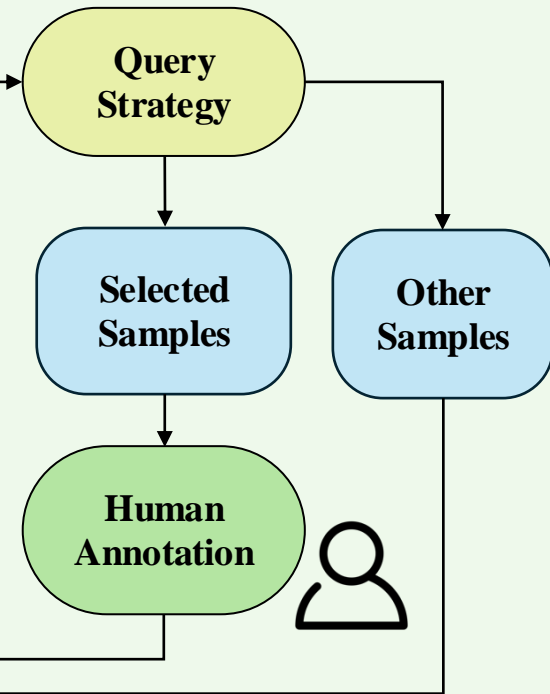 Query
Strategy
Selected
Samples
Other
Samples
Human
Annotation